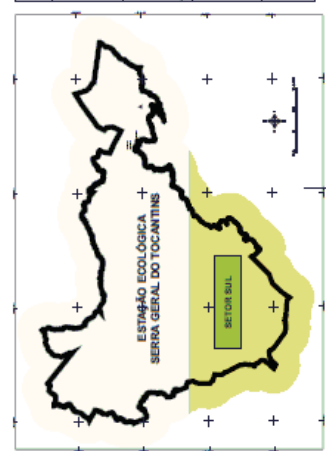 ESTAÇÃO ECOLÓGICA
SERRA GERAL DO TOCANTINS
SETOR SUL